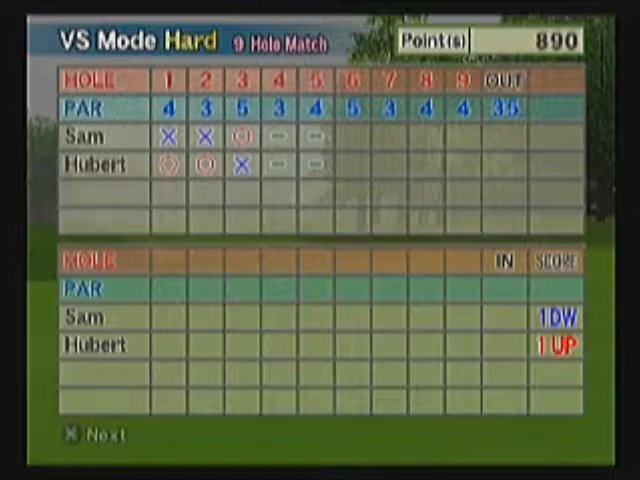 VS Mode Hard 9 Hole Match Point(s) 890
HOLE 1 2 3 4 5 6 7 8 9 OUT
PAR 4 3 5 3 4 5 3 4 4 35
Sam X X ○ - -
Hubert ◎ ○ X - -
HOLE IN SCORE
PAR
Sam 1DW
Hubert 1UP
X Next